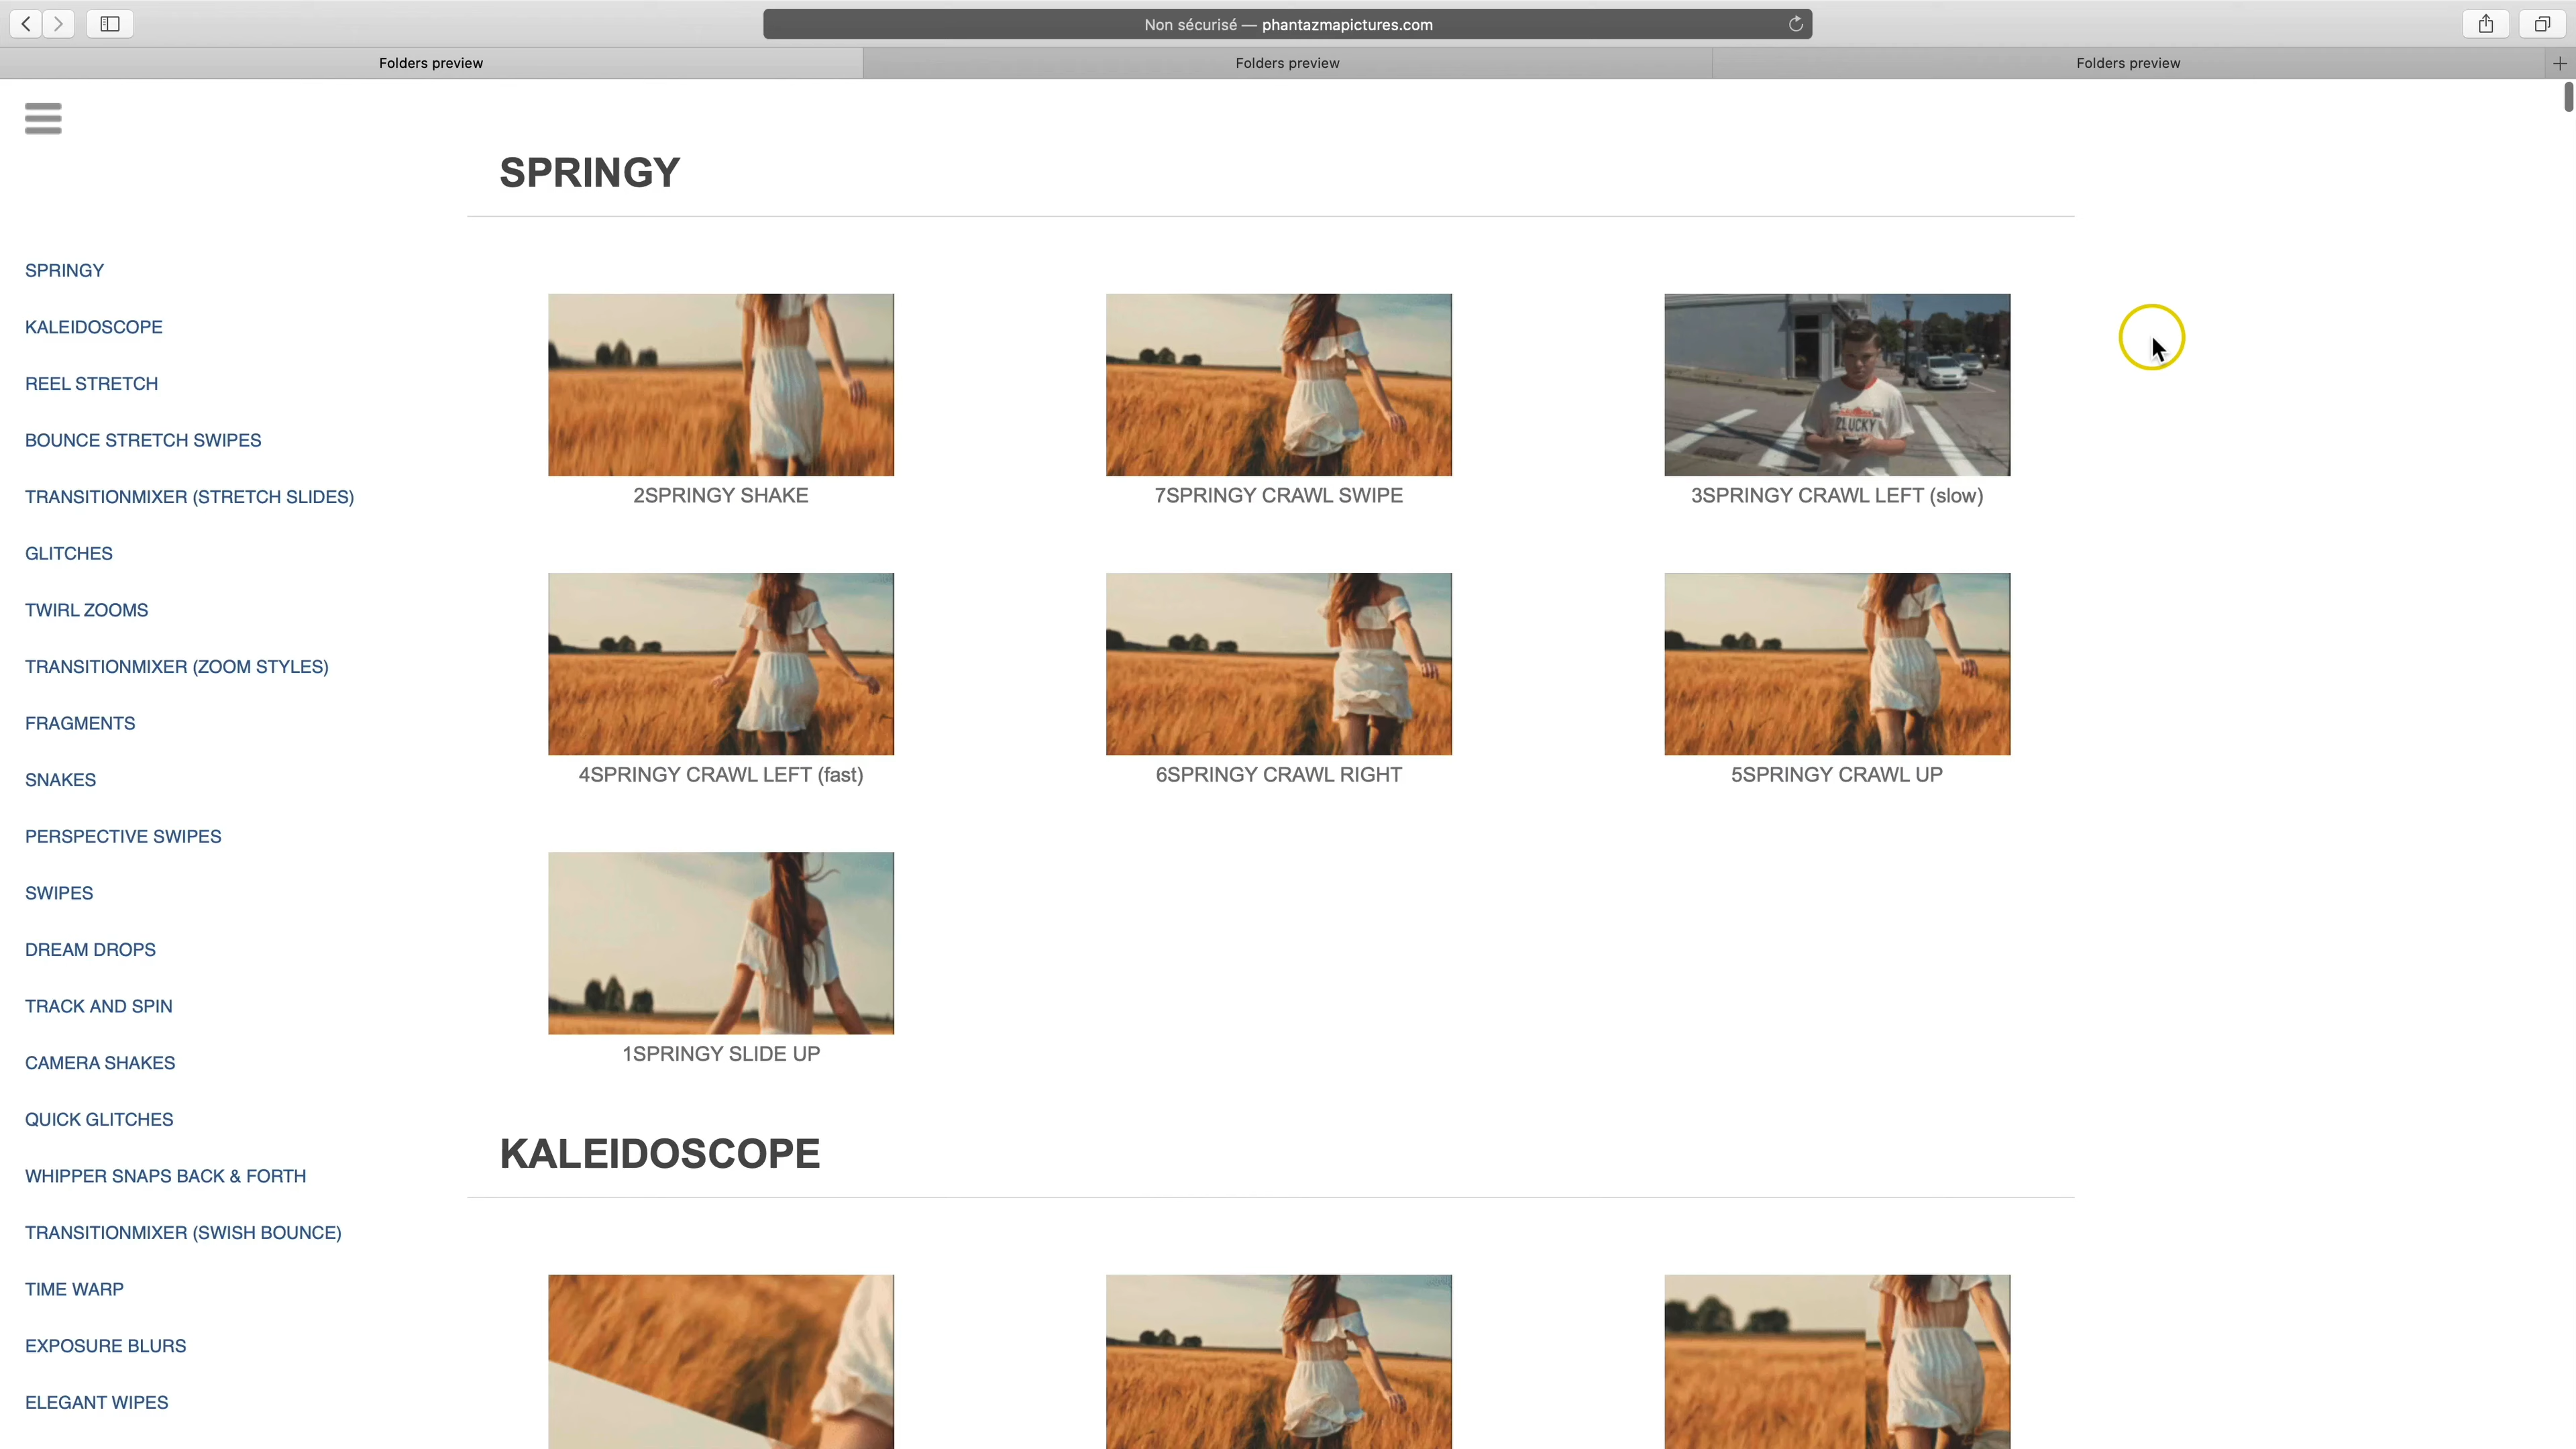 Non sécurisé — phantazmapictures.com
Folders preview
Folders preview
Folders preview
SPRINGY
SPRINGY
KALEIDOSCOPE
REEL STRETCH
BOUNCE STRETCH SWIPES
TRANSITIONMIXER (STRETCH SLIDES)
GLITCHES
TWIRL ZOOMS
TRANSITIONMIXER (ZOOM STYLES)
FRAGMENTS
SNAKES
PERSPECTIVE SWIPES
SWIPES
DREAM DROPS
TRACK AND SPIN
CAMERA SHAKES
QUICK GLITCHES
WHIPPER SNAPS BACK & FORTH
TRANSITIONMIXER (SWISH BOUNCE)
TIME WARP
EXPOSURE BLURS
ELEGANT WIPES
2SPRINGY SHAKE
7SPRINGY CRAWL SWIPE
ZLUCKY
3SPRINGY CRAWL LEFT (slow)
4SPRINGY CRAWL LEFT (fast)
6SPRINGY CRAWL RIGHT
5SPRINGY CRAWL UP
1SPRINGY SLIDE UP
KALEIDOSCOPE